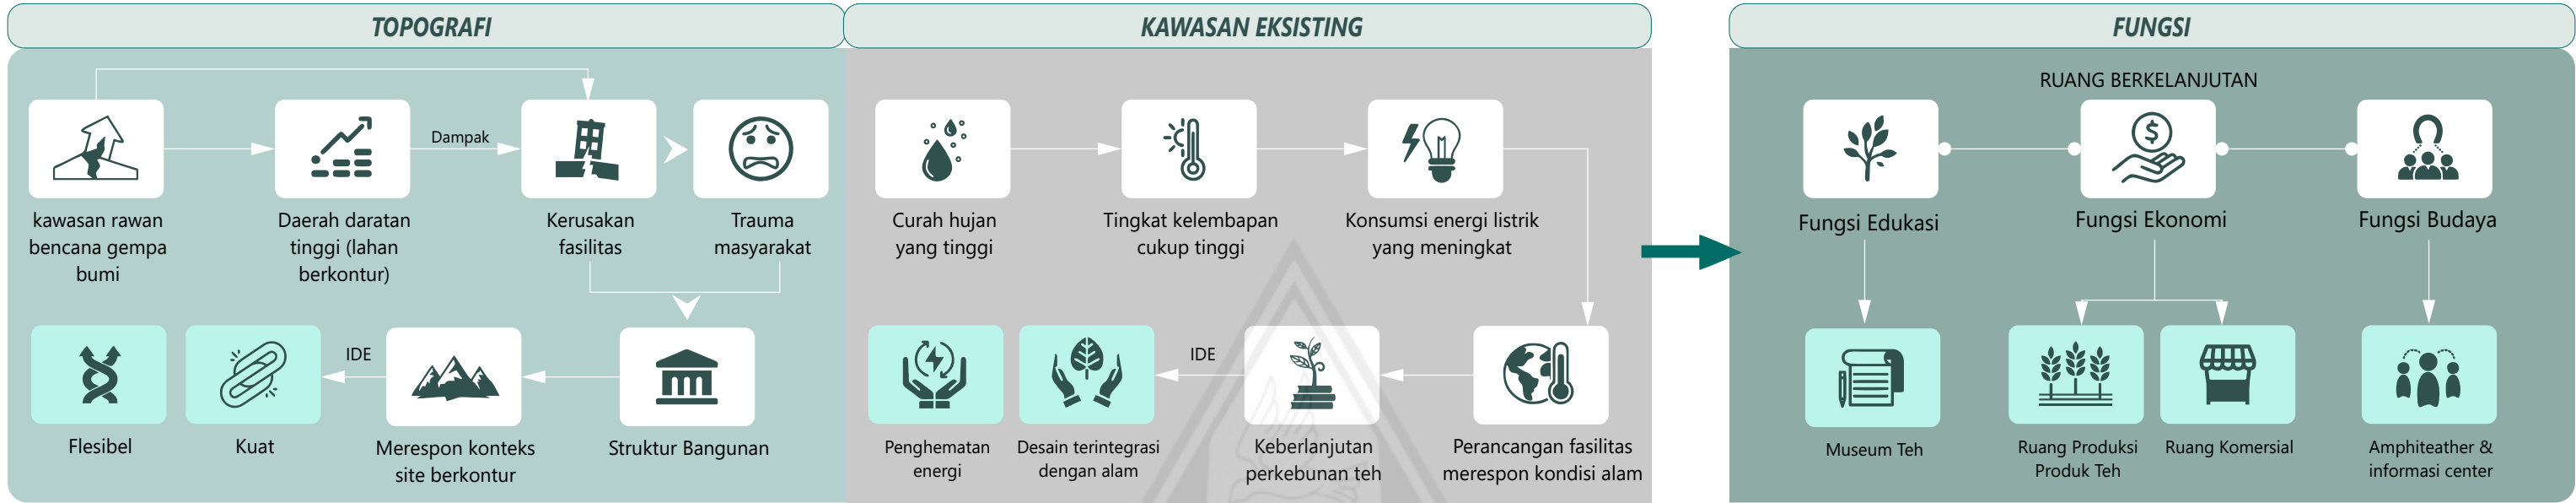 TOPOGRAFI
kawasan rawan
bencana gempa
bumi
Daerah daratan
tinggi (lahan
berkontur)
Dampak
Kerusakan
fasilitas
Trauma
masyarakat
Flesibel
Kuat
IDE
Merespon konteks
site berkontur
Struktur Bangunan
KAWASAN EKSISTING
Curah hujan
yang tinggi
Tingkat kelembapan
cukup tinggi
Konsumsi energi listrik
yang meningkat
Penghematan
energi
Desain terintegrasi
dengan alam
IDE
Keberlanjutan
perkebunan teh
Perancangan fasilitas
merespon kondisi alam
FUNGSI
RUANG BERKELANJUTAN
Fungsi Edukasi
Fungsi Ekonomi
Fungsi Budaya
Museum Teh
Ruang Produksi
Produk Teh
Ruang Komersial
Amphiteather &
informasi center